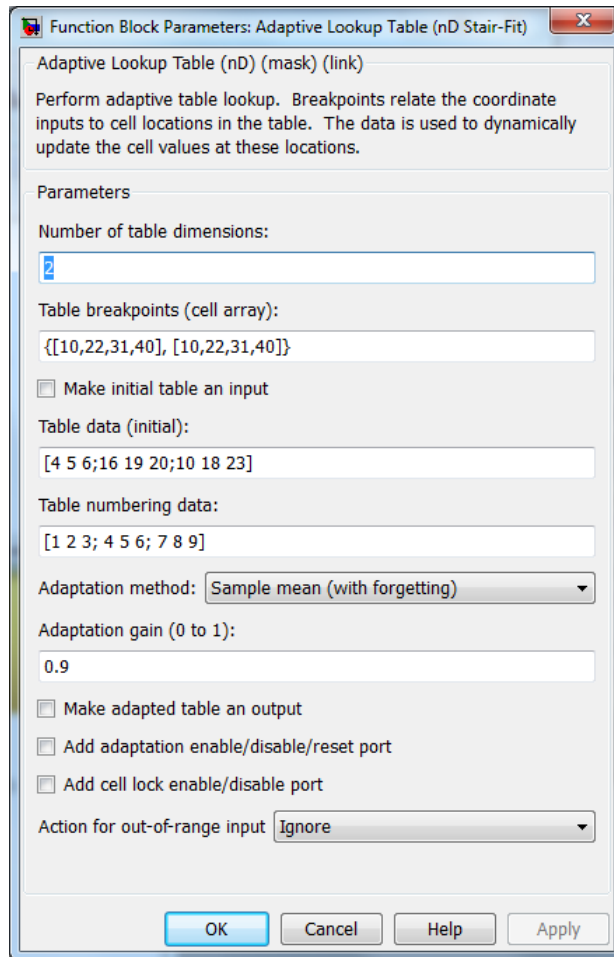 Function Block Parameters: Adaptive Lookup Table (nD Stair-Fit)
Adaptive Lookup Table (nD) (mask) (link)
Perform adaptive table lookup.  Breakpoints relate the coordinate
inputs to cell locations in the table.  The data is used to dynamically
update the cell values at these locations.
Parameters
Number of table dimensions:
2
Table breakpoints (cell array):
{[10,22,31,40], [10,22,31,40]}
Make initial table an input
Table data (initial):
[4 5 6;16 19 20;10 18 23]
Table numbering data:
[1 2 3; 4 5 6; 7 8 9]
Adaptation method: Sample mean (with forgetting)
Adaptation gain (0 to 1):
0.9
Make adapted table an output
Add adaptation enable/disable/reset port
Add cell lock enable/disable port
Action for out-of-range input Ignore
OK Cancel Help Apply